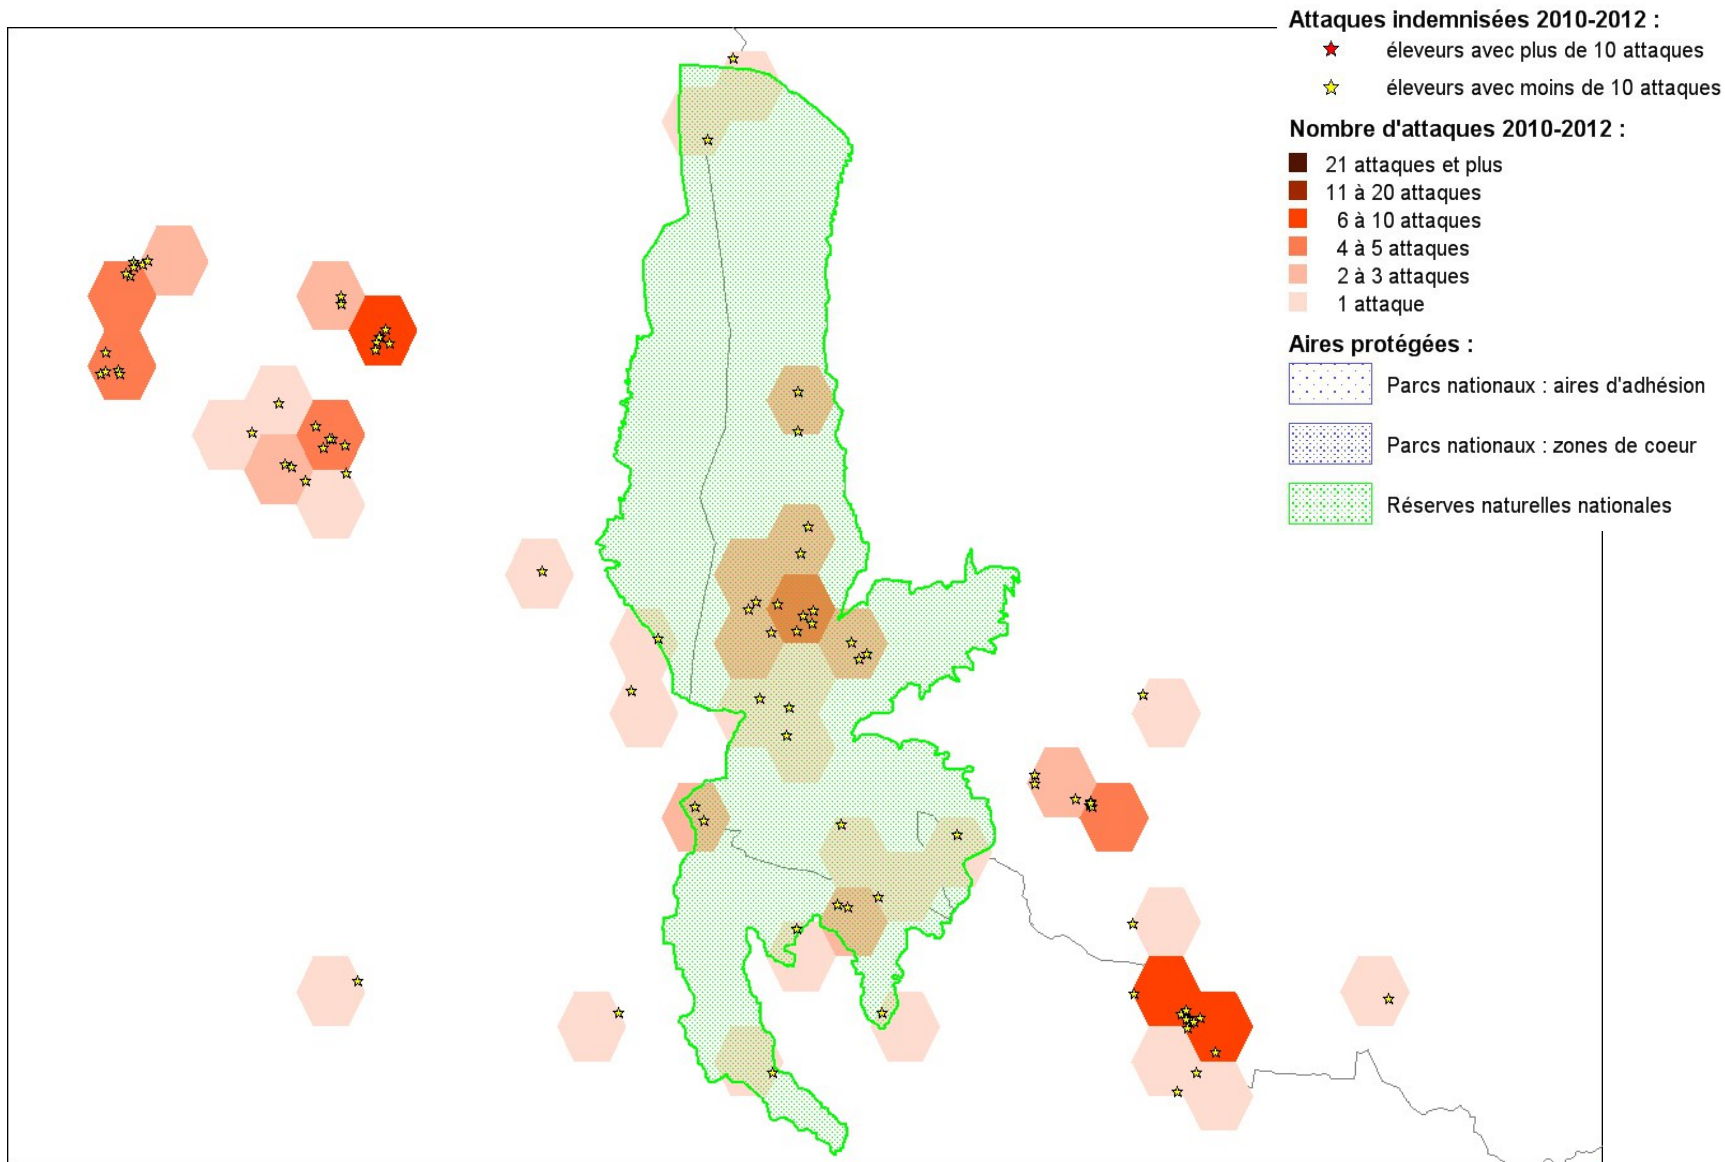 Attaques indemnisées 2010-2012 :
éleveurs avec plus de 10 attaques
éleveurs avec moins de 10 attaques
Nombre d'attaques 2010-2012 :
21 attaques et plus
11 à 20 attaques
6 à 10 attaques
4 à 5 attaques
2 à 3 attaques
1 attaque
Aires protégées :
Parcs nationaux : aires d'adhésion
Parcs nationaux : zones de coeur
Réserves naturelles nationales